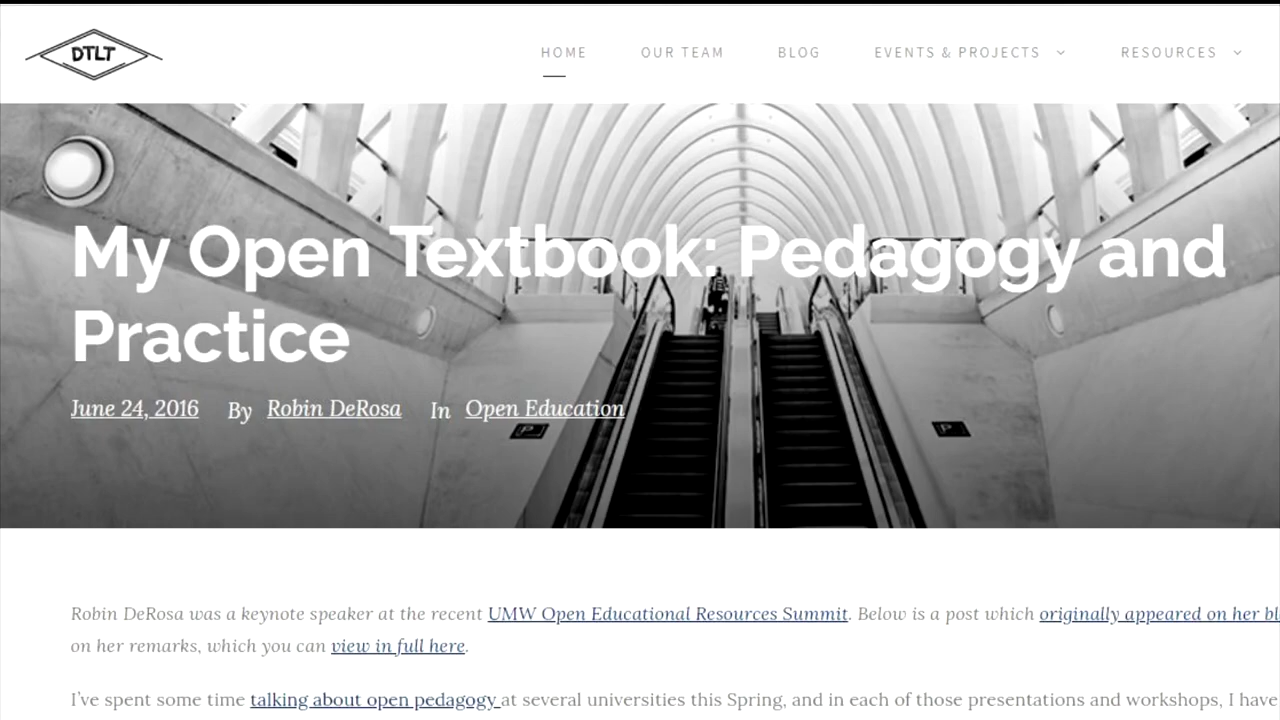 DTLT
HOME OUR TEAM BLOG EVENTS & PROJECTS RESOURCES
My Open Textbook: Pedagogy and
Practice
June 24, 2016 By Robin DeRosa In Open Education
P P
Robin DeRosa was a keynote speaker at the recent UMW Open Educational Resources Summit. Below is a post which originally appeared on her bl
on her remarks, which you can view in full here.
I've spent some time talking about open pedagogy at several universities this Spring, and in each of those presentations and workshops, I have